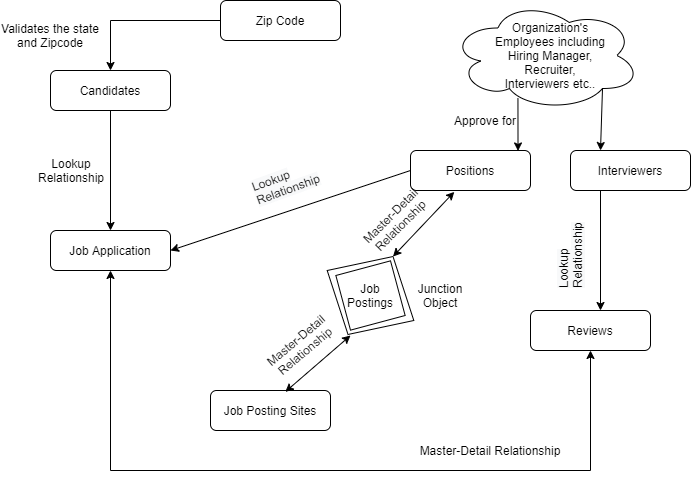 Zip Code
Validates the state
and Zipcode
Organization's
Employees including
Hiring Manager,
Recruiter,
Interviewers etc..
Candidates
Approve for
Lookup
Relationship
Lookup
Relationship
Positions
Interviewers
Master-Detail
Relationship
Job Application
Lookup
Relationship
Job
Postings
Junction
Object
Reviews
Master-Detail
Relationship
Job Posting Sites
Master-Detail Relationship